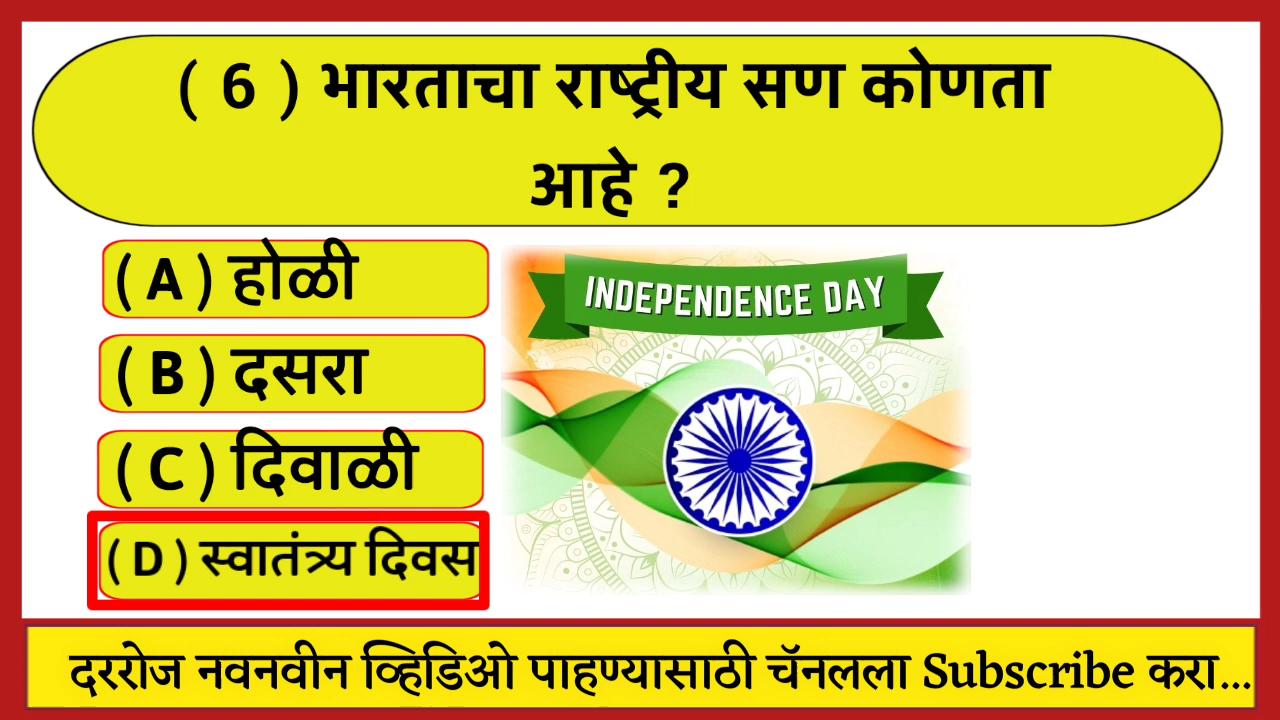 ( 6 ) भारताचा राष्ट्रीय सण कोणता
आहे ?
( A ) होळी
( B ) दसरा
( C ) दिवाळी
( D ) स्वातंत्र्य दिवस
INDEPENDENCE DAY
दररोज नवनवीन व्हिडिओ पाहण्यासाठी चॅनलला Subscribe करा...